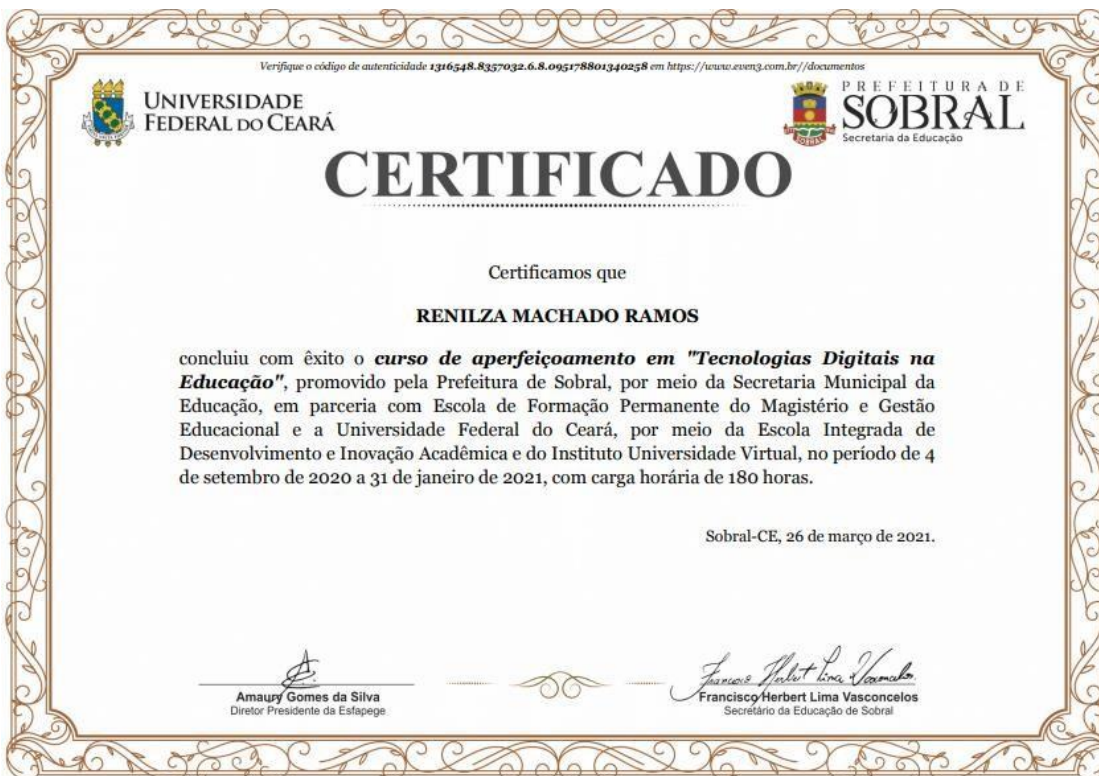 Verifique o código de autenticidade 1316548.8357032.6.8.095178801340258 em https://www.even3.com.br//documentos
UNIVERSIDADE
FEDERAL DO CEARÁ
PREFEITURA DE
SOBRAL
Secretaria da Educação
SOBRAL
CERTIFICADO
Certificamos que
RENILZA MACHADO RAMOS
concluiu com êxito o curso de aperfeiçoamento em "Tecnologias Digitais na
Educação", promovido pela Prefeitura de Sobral, por meio da Secretaria Municipal da
Educação, em parceria com Escola de Formação Permanente do Magistério e Gestão
Educacional e a Universidade Federal do Ceará, por meio da Escola Integrada de
Desenvolvimento e Inovação Acadêmica e do Instituto Universidade Virtual, no período de 4
de setembro de 2020 a 31 de janeiro de 2021, com carga horária de 180 horas.
Sobral-CE, 26 de março de 2021.
Francisco Herbert Lima Vasconcelos
Amaury Gomes da Silva
Diretor Presidente da Esfapege
Francisco Herbert Lima Vasconcelos
Secretário da Educação de Sobral